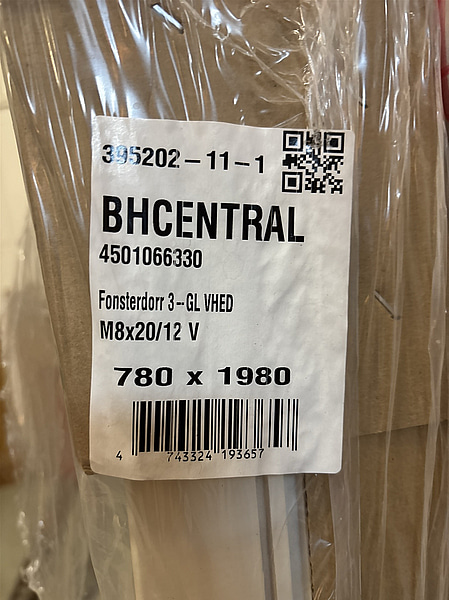 395202-11-1
BHCENTRAL
4501066330
Fonsterdorr 3-GL VHED
M8x20/12 V
780 x 1980
4 743324 193657